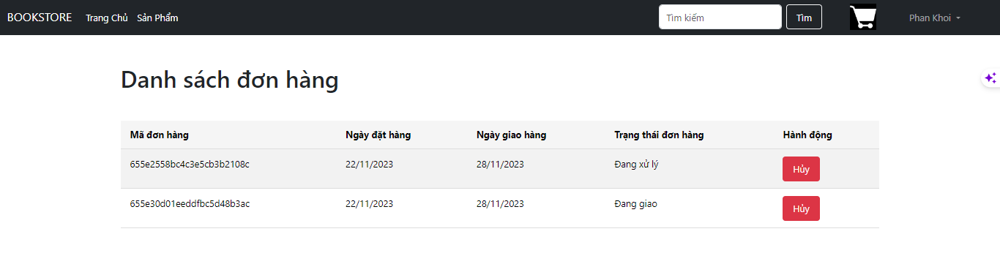 BOOKSTORE Trang Chủ Sản Phẩm Tìm kiếm Tìm Phan Khoi
Danh sách đơn hàng
Mã đơn hàng Ngày đặt hàng Ngày giao hàng Trạng thái đơn hàng Hành động
655e2558bc4c3e5cb3b2108c 22/11/2023 28/11/2023 Đang xử lý Hủy
655e30d01eeddfbc5d48b3ac 22/11/2023 28/11/2023 Đang giao Hủy